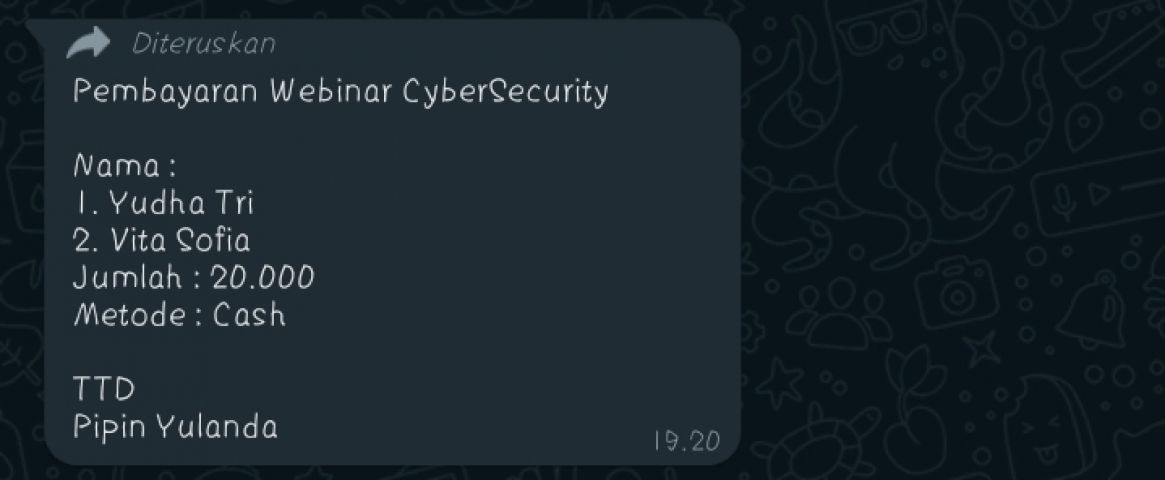 Diteruskan
Pembayaran Webinar CyberSecurity
Nama :
1. Yudha Tri
2. Vita Sofia
Jumlah : 20.000
Metode : Cash
TTD
Pipin Yulanda
19.20